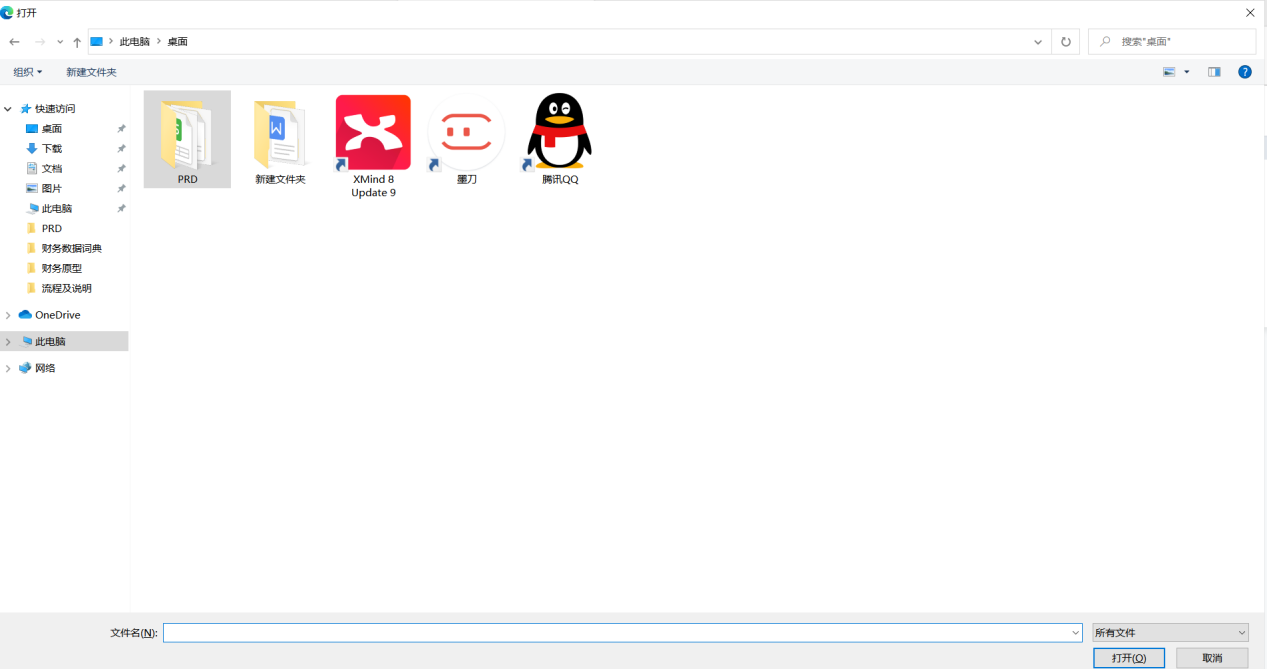 打开
此电脑 > 桌面
搜索"桌面"
组织
新建文件夹
快速访问
桌面
下载
文档
图片
此电脑
PRD
财务数据词典
财务原型
流程及说明
OneDrive
此电脑
网络
PRD
新建文件夹
XMind 8
Update 9
墨刀
腾讯QQ
文件名(N):
所有文件
打开(O)
取消